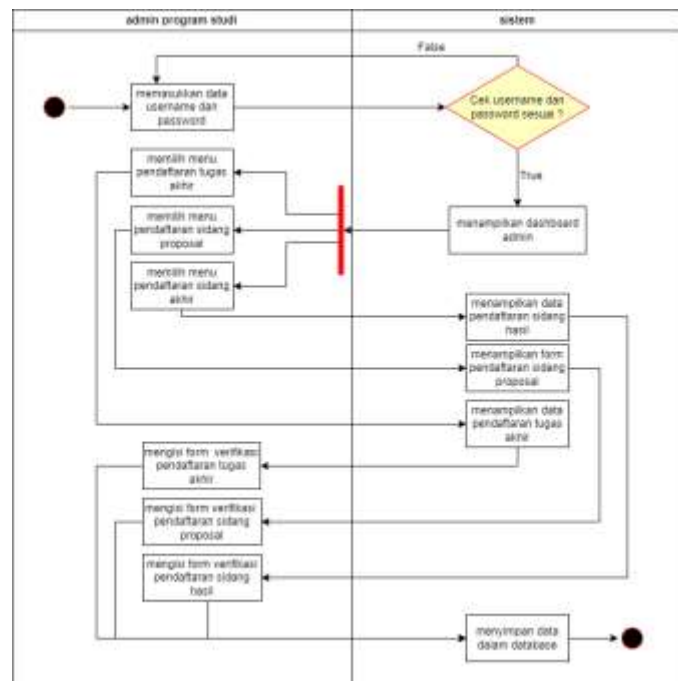 admin program studi
sistem
False
memasukkan data
username dan
password
Cek username dan
password sesuai ?
True
memilih menu
pendaftaran tugas
akhir
memilih menu
pendaftaran sidang
proposal
memilih menu
pendaftaran sidang
akhir
menampilkan dashboard
admin
menampilkan data
pendaftaran sidang
hasil
menampilkan form
pendaftaran sidang
proposal
menampilkan data
pendaftaran tugas
akhir
mengisi form verifikasi
pendaftaran tugas
akhir
mengisi form verifikasi
pendaftaran sidang
proposal
mengisi form verifikasi
pendaftaran sidang
hasil
menyimpan data
dalam database